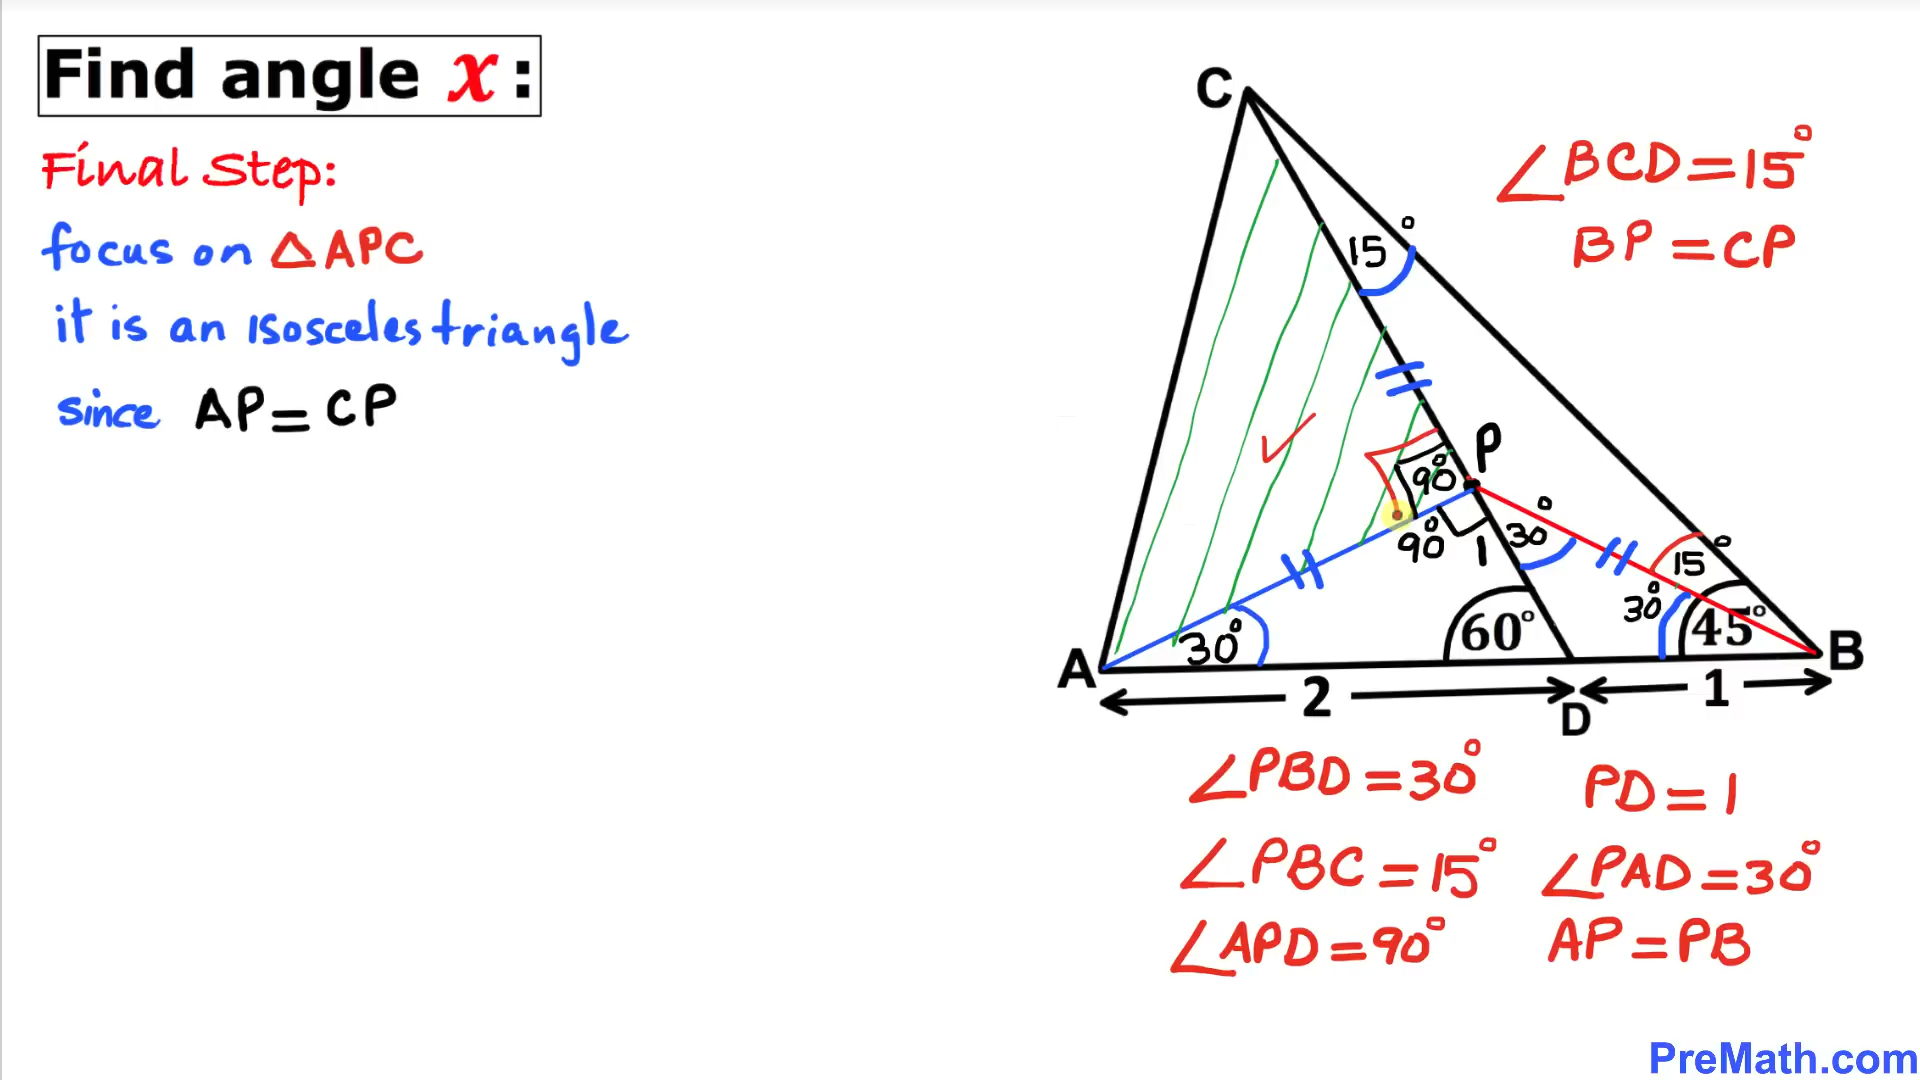 Find angle x:
Final Step:
focus on △APC
it is an isosceles triangle
since AP = CP
C
∠BCD = 15°
BP = CP
15°
P
90°
90°
1
30°
15°
30°
30°
60°
45°
A
B
2
D
1
∠PBD = 30°
PD = 1
∠PBC = 15°
∠PAD = 30°
∠APD = 90°
AP = PB
PreMath.com